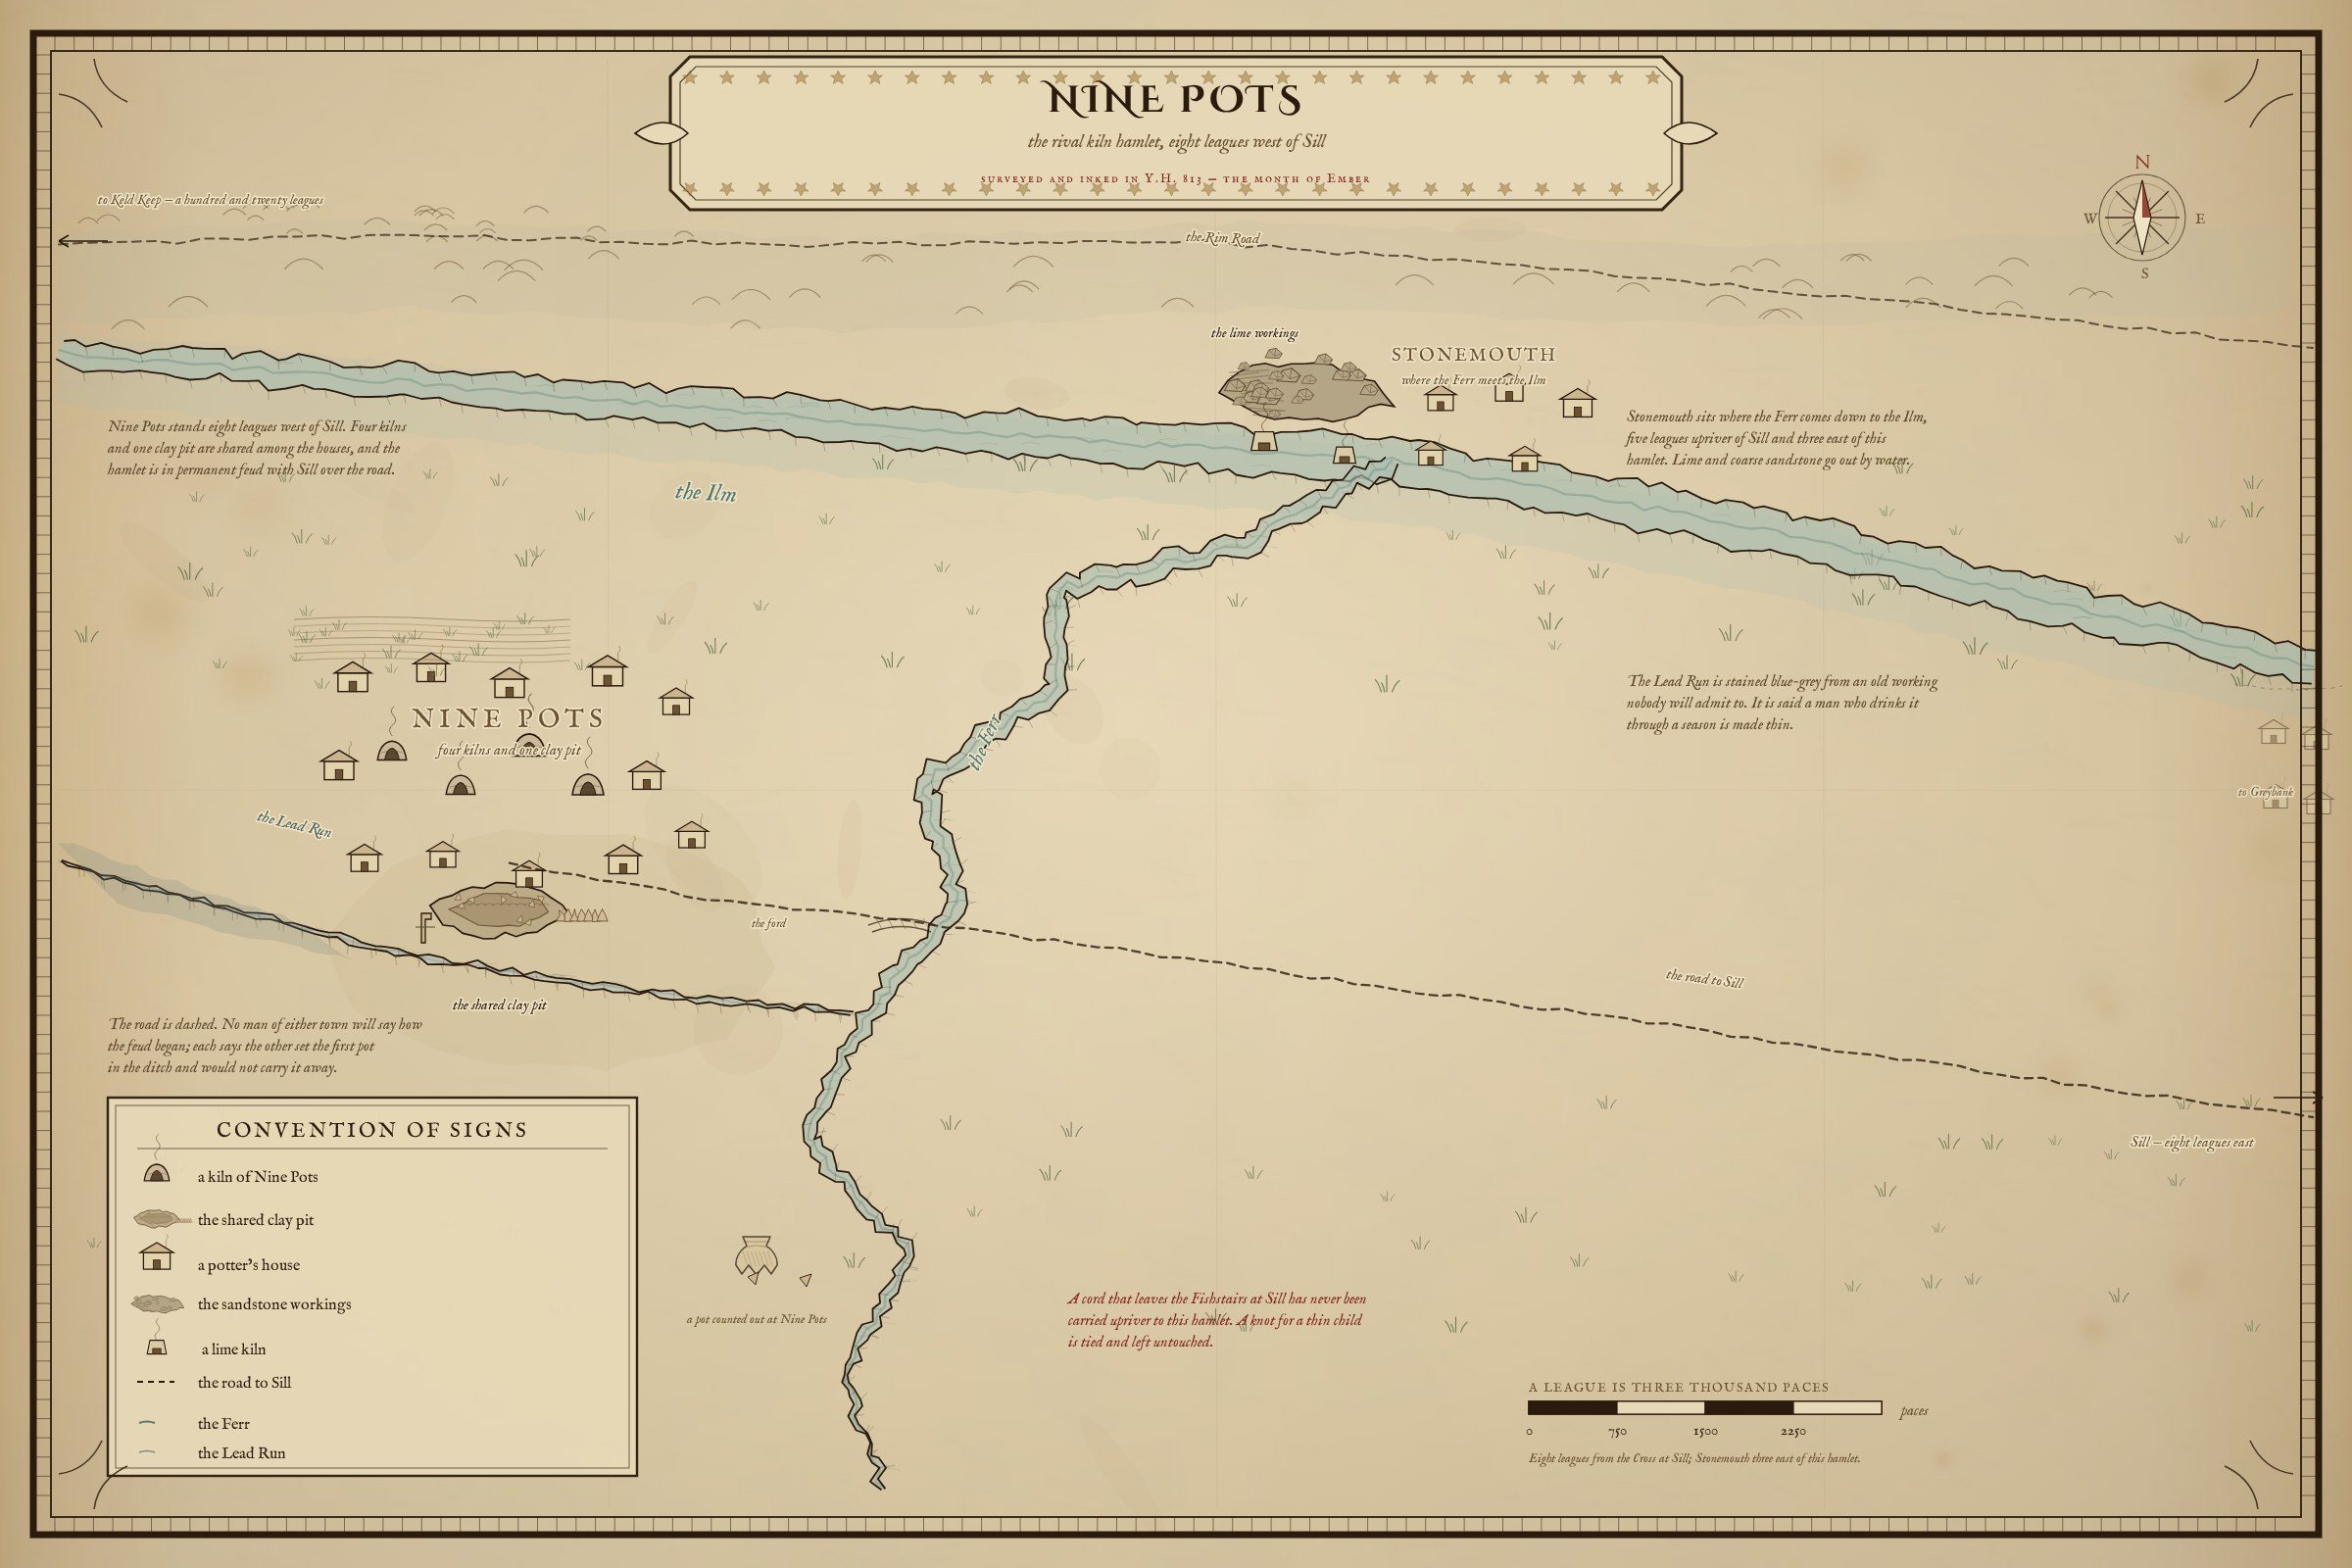 NINE POTS
the rival kiln hamlet, eight leagues west of Sill
SURVEYED AND INKED IN Y.H. 813 — THE MONTH OF EMBER
to Keld Keep — a hundred and twenty leagues
the Rim Road
N
W
E
S
the lime workings
STONEMOUTH
where the Ferr meets the Ilm
Nine Pots stands eight leagues west of Sill. Four kilns
and one clay pit are shared among the houses, and the
hamlet is in permanent feud with Sill over the road.
Stonemouth sits where the Ferr comes down to the Ilm,
five leagues upriver of Sill and three east of this
hamlet. Lime and coarse sandstone go out by water.
the Ilm
The Lead Run is stained blue-grey from an old working
nobody will admit to. It is said a man who drinks it
through a season is made thin.
NINE POTS
four kilns and one clay pit
the Ferr
to Greybank
the Lead Run
the ford
the road to Sill
the shared clay pit
The road is dashed. No man of either town will say how
the feud began; each says the other set the first pot
in the ditch and would not carry it away.
Sill — eight leagues east
CONVENTION OF SIGNS
a kiln of Nine Pots
the shared clay pit
a potter's house
the sandstone workings
a lime kiln
the road to Sill
the Ferr
the Lead Run
a pot counted out at Nine Pots
A cord that leaves the Fishstairs at Sill has never been
carried upriver to this hamlet. A knot for a thin child
is tied and left untouched.
A LEAGUE IS THREE THOUSAND PACES
paces
0 750 1500 2250
Eight leagues from the Cross at Sill; Stonemouth three east of this hamlet.